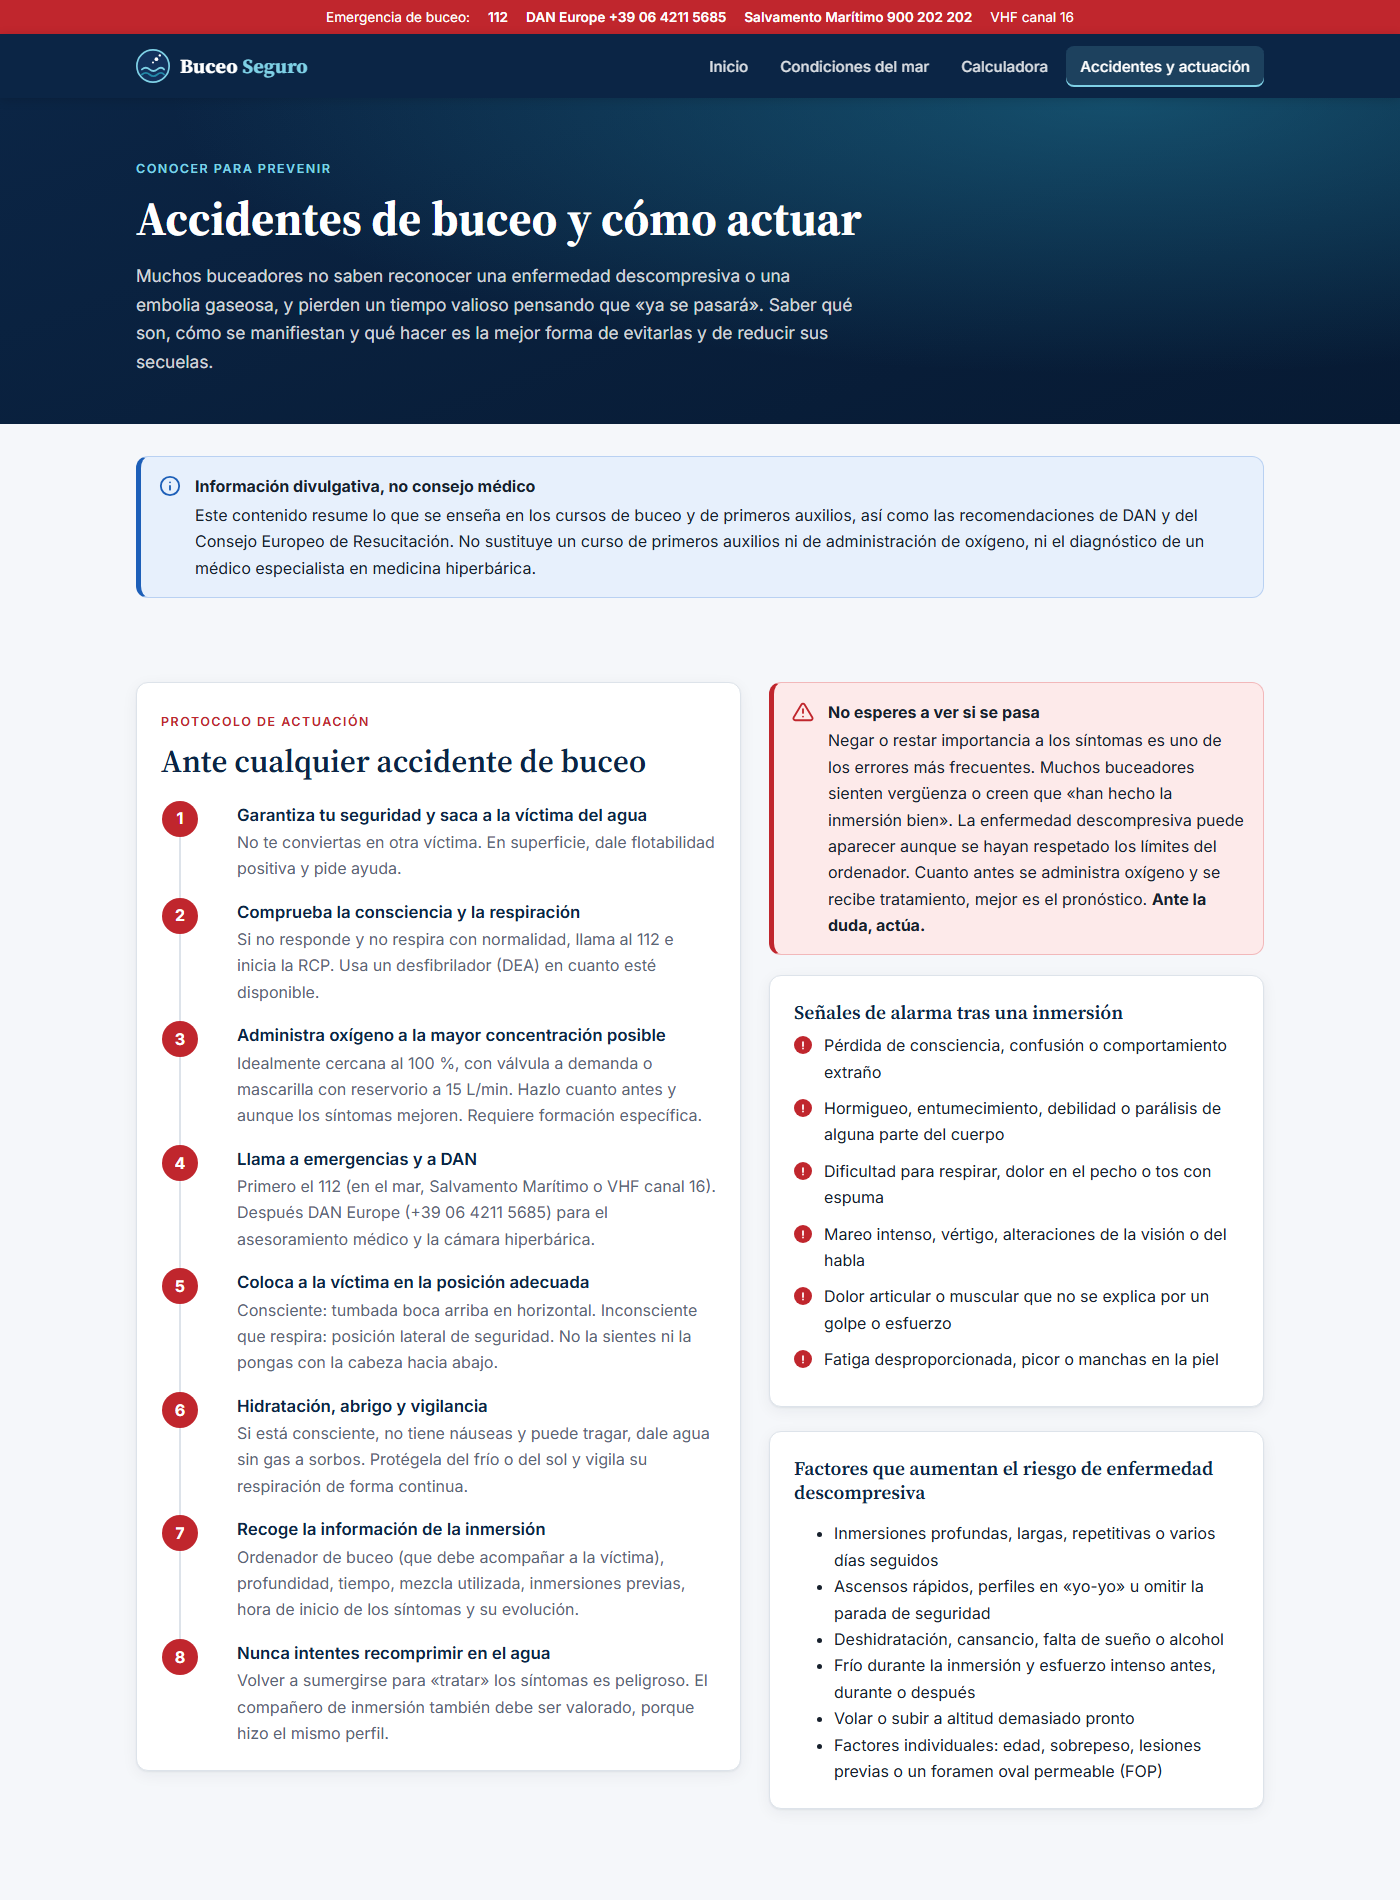 Emergencia de buceo: 112 DAN Europe +39 06 4211 5685 Salvamento Marítimo 900 202 202 VHF canal 16
Buceo Seguro
Inicio Condiciones del mar Calculadora Accidentes y actuación
CONOCER PARA PREVENIR
Accidentes de buceo y cómo actuar
Muchos buceadores no saben reconocer una enfermedad descompresiva o una
embolia gaseosa, y pierden un tiempo valioso pensando que «ya se pasará». Saber qué
son, cómo se manifiestan y qué hacer es la mejor forma de evitarlas y de reducir sus
secuelas.
Información divulgativa, no consejo médico
Este contenido resume lo que se enseña en los cursos de buceo y de primeros auxilios, así como las recomendaciones de DAN y del
Consejo Europeo de Resucitación. No sustituye un curso de primeros auxilios ni de administración de oxígeno, ni el diagnóstico de un
médico especialista en medicina hiperbárica.
PROTOCOLO DE ACTUACIÓN
Ante cualquier accidente de buceo
1 Garantiza tu seguridad y saca a la víctima del agua
No te conviertas en otra víctima. En superficie, dale flotabilidad
positiva y pide ayuda.
2 Comprueba la consciencia y la respiración
Si no responde y no respira con normalidad, llama al 112 e
inicia la RCP. Usa un desfibrilador (DEA) en cuanto esté
disponible.
3 Administra oxígeno a la mayor concentración posible
Idealmente cercana al 100 %, con válvula a demanda o
mascarilla con reservorio a 15 L/min. Hazlo cuanto antes y
aunque los síntomas mejoren. Requiere formación específica.
4 Llama a emergencias y a DAN
Primero el 112 (en el mar, Salvamento Marítimo o VHF canal 16).
Después DAN Europe (+39 06 4211 5685) para el
asesoramiento médico y la cámara hiperbárica.
5 Coloca a la víctima en la posición adecuada
Consciente: tumbada boca arriba en horizontal. Inconsciente
que respira: posición lateral de seguridad. No la sientes ni la
pongas con la cabeza hacia abajo.
6 Hidratación, abrigo y vigilancia
Si está consciente, no tiene náuseas y puede tragar, dale agua
sin gas a sorbos. Protégela del frío o del sol y vigila su
respiración de forma continua.
7 Recoge la información de la inmersión
Ordenador de buceo (que debe acompañar a la víctima),
profundidad, tiempo, mezcla utilizada, inmersiones previas,
hora de inicio de los síntomas y su evolución.
8 Nunca intentes recomprimir en el agua
Volver a sumergirse para «tratar» los síntomas es peligroso. El
compañero de inmersión también debe ser valorado, porque
hizo el mismo perfil.
No esperes a ver si se pasa
Negar o restar importancia a los síntomas es uno de
los errores más frecuentes. Muchos buceadores
sienten vergüenza o creen que «han hecho la
inmersión bien». La enfermedad descompresiva puede
aparecer aunque se hayan respetado los límites del
ordenador. Cuanto antes se administra oxígeno y se
recibe tratamiento, mejor es el pronóstico. Ante la
duda, actúa.
Señales de alarma tras una inmersión
Pérdida de consciencia, confusión o comportamiento
extraño
Hormigueo, entumecimiento, debilidad o parálisis de
alguna parte del cuerpo
Dificultad para respirar, dolor en el pecho o tos con
espuma
Mareo intenso, vértigo, alteraciones de la visión o del
habla
Dolor articular o muscular que no se explica por un
golpe o esfuerzo
Fatiga desproporcionada, picor o manchas en la piel
Factores que aumentan el riesgo de enfermedad
descompresiva
• Inmersiones profundas, largas, repetitivas o varios
días seguidos
• Ascensos rápidos, perfiles en «yo-yo» u omitir la
parada de seguridad
• Deshidratación, cansancio, falta de sueño o alcohol
• Frío durante la inmersión y esfuerzo intenso antes,
durante o después
• Volar o subir a altitud demasiado pronto
• Factores individuales: edad, sobrepeso, lesiones
previas o un foramen oval permeable (FOP)